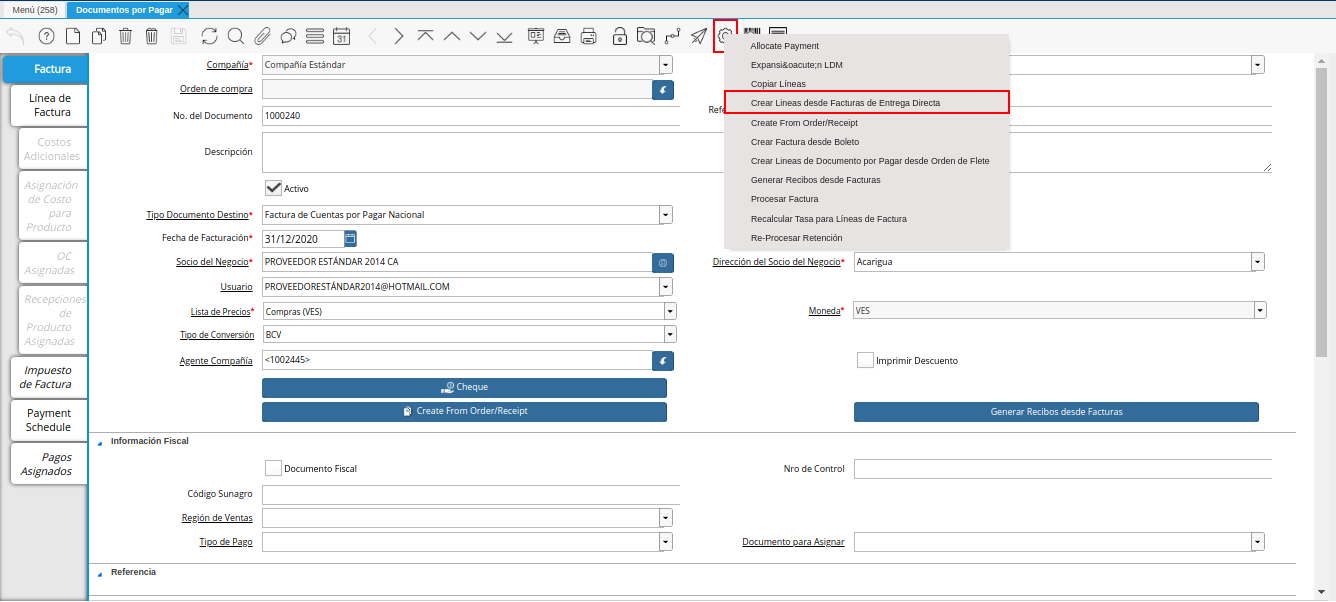 Menú (258)
Documentos por Pagar
31
Factura
Línea de
Factura
Costos
Adicionales
Asignación
de Costo
para
Producto
OC
Asignadas
Recepciones
de
Producto
Asignadas
Impuesto
de Factura
Payment
Schedule
Pagos
Asignados
Compañía*
Compañía Estándar
Orden de compra
No. del Documento
1000240
Refe
Descripción
Activo
Tipo Documento Destino*
Factura de Cuentas por Pagar Nacional
Fecha de Facturación*
31/12/2020
Socio del Negocio*
PROVEEDOR ESTÁNDAR 2014 CA
Dirección del Socio del Negocio*
Acarigua
Usuario
PROVEEDORESTÁNDAR2014@HOTMAIL.COM
Lista de Precios*
Compras (VES)
Moneda*
VES
Tipo de Conversión
BCV
Agente Compañía
<1002445>
Imprimir Descuento
Cheque
Create From Order/Receipt
Generar Recibos desde Facturas
Información Fiscal
Documento Fiscal
Nro de Control
Código Sunagro
Región de Ventas
Tipo de Pago
Documento para Asignar
Referencia
Allocate Payment
Expansi&oacute;n LDM
Copiar Líneas
Crear Lineas desde Facturas de Entrega Directa
Create From Order/Receipt
Crear Factura desde Boleto
Crear Lineas de Documento por Pagar desde Orden de Flete
Generar Recibos desde Facturas
Procesar Factura
Recalcular Tasa para Líneas de Factura
Re-Procesar Retención